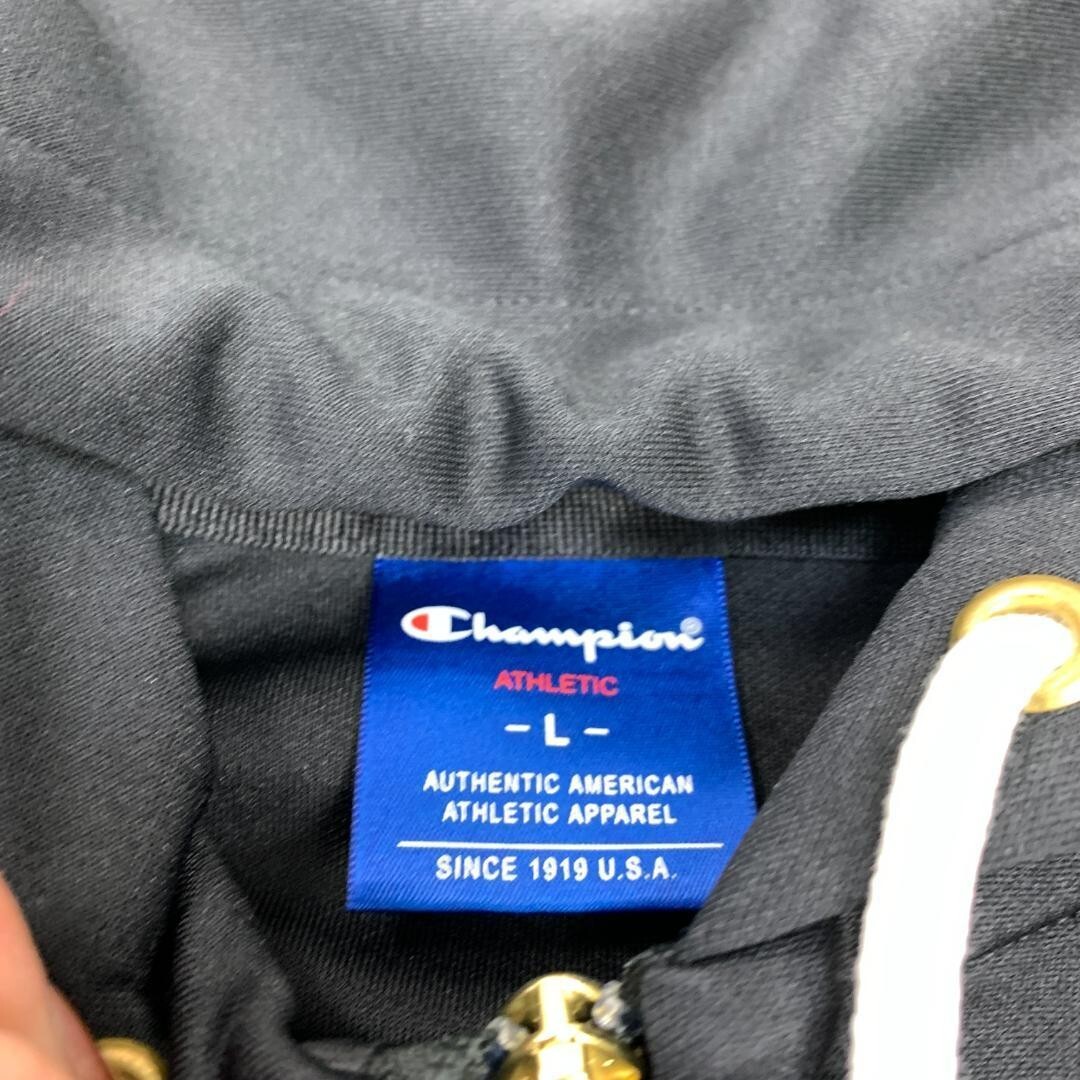 Champion®
ATHLETIC
- L -
AUTHENTIC AMERICAN
ATHLETIC APPAREL
SINCE 1919 U.S.A.